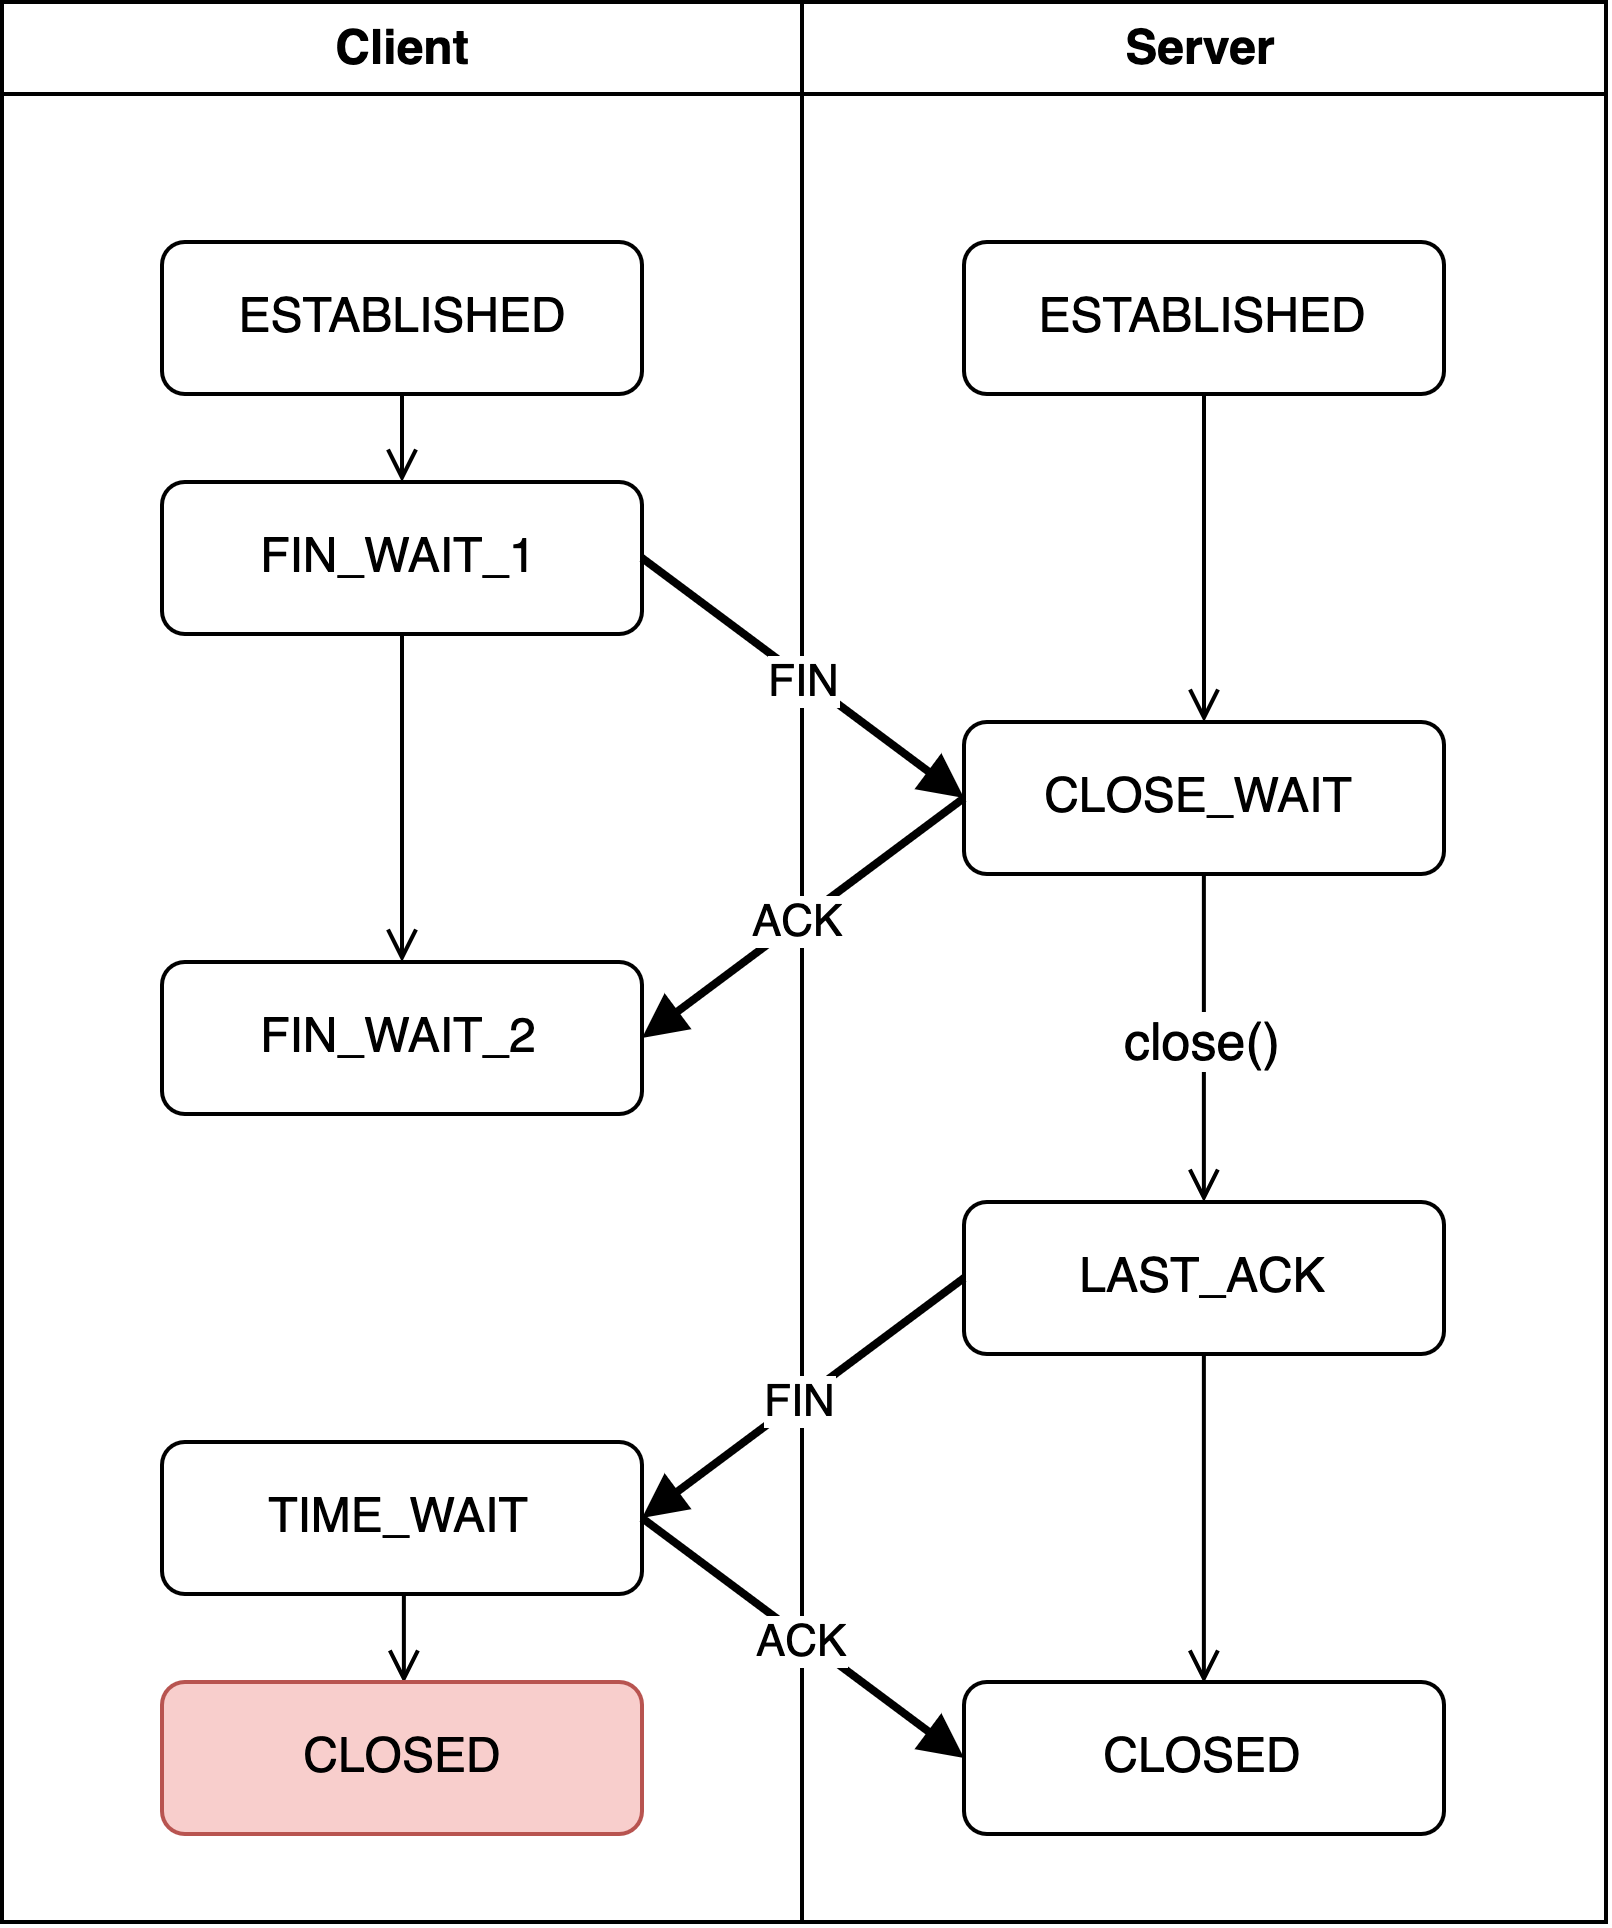 Client
Server
ESTABLISHED
ESTABLISHED
FIN_WAIT_1
FIN
CLOSE_WAIT
ACK
FIN_WAIT_2
close()
LAST_ACK
FIN
TIME_WAIT
ACK
CLOSED
CLOSED